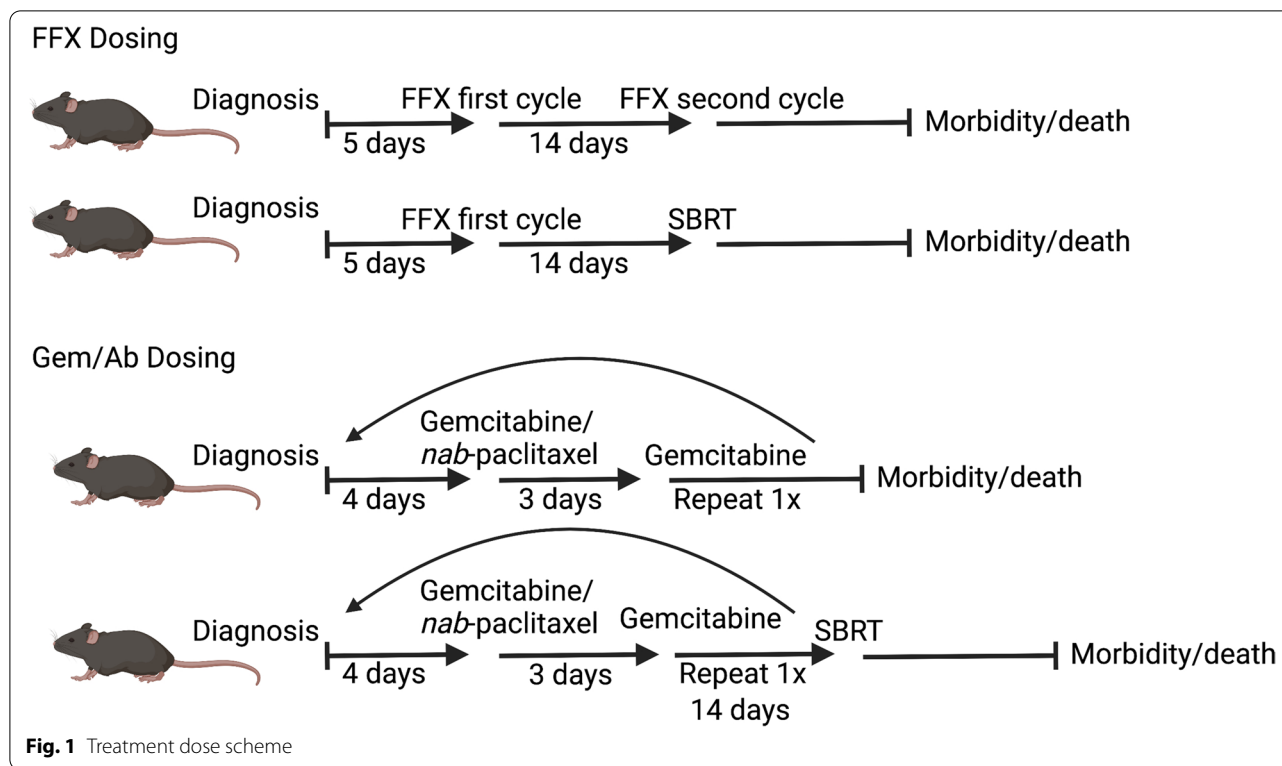 FFX Dosing
Diagnosis
FFX first cycle
FFX second cycle
5 days
14 days
Morbidity/death
Diagnosis
FFX first cycle
SBRT
5 days
14 days
Morbidity/death
Gem/Ab Dosing
Diagnosis
Gemcitabine/
nab-paclitaxel
Gemcitabine
4 days
3 days
Repeat 1x
Morbidity/death
Diagnosis
Gemcitabine/
nab-paclitaxel
Gemcitabine
SBRT
4 days
3 days
Repeat 1x
14 days
Morbidity/death
Fig. 1 Treatment dose scheme